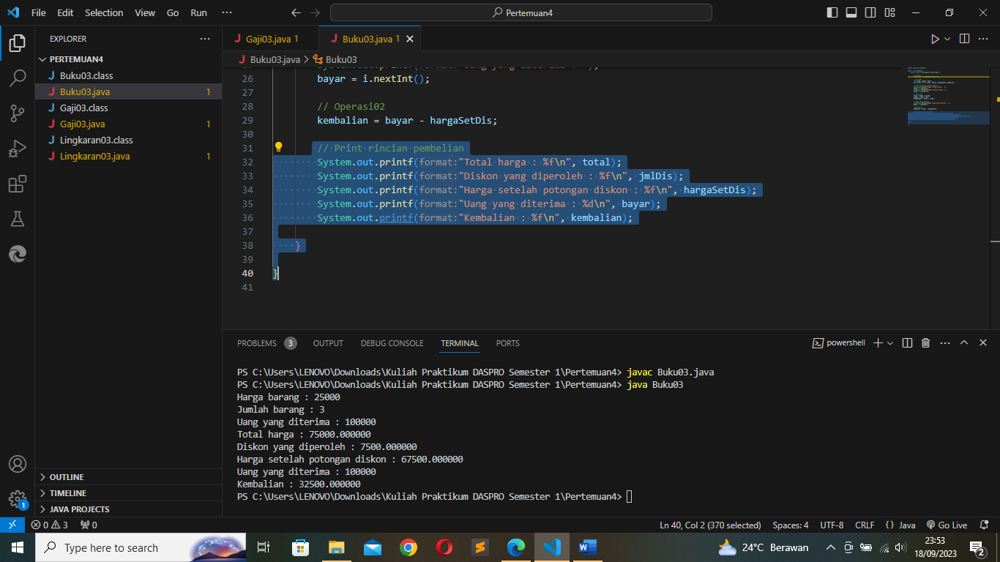 File Edit Selection View Go Run ··· Pertemuan4
EXPLORER ···
PERTEMUAN4
Buku03.class
Buku03.java 1
Gaji03.class
Gaji03.java 1
Lingkaran03.class
Lingkaran03.java 1
OUTLINE
TIMELINE
JAVA PROJECTS
Gaji03.java 1 Buku03.java 1
Buku03.java > Buku03
26 bayar = i.nextInt();
27
28 // Operasi02
29 kembalian = bayar - hargaSetDis;
30
31 // Print rincian pembelian
32 System.out.printf(format:"Total harga : %f\n", total);
33 System.out.printf(format:"Diskon yang diperoleh : %f\n", jmlDis);
34 System.out.printf(format:"Harga setelah potongan diskon : %f\n", hargaSetDis);
35 System.out.printf(format:"Uang yang diterima : %d\n", bayar);
36 System.out.printf(format:"Kembalian : %f\n", kembalian);
37
38 }
39
40 }
41
PROBLEMS 3 OUTPUT DEBUG CONSOLE TERMINAL PORTS powershell
PS C:\Users\LENOVO\Downloads\Kuliah Praktikum DASPRO Semester 1\Pertemuan4> javac Buku03.java
PS C:\Users\LENOVO\Downloads\Kuliah Praktikum DASPRO Semester 1\Pertemuan4> java Buku03
Harga barang : 25000
Jumlah barang : 3
Uang yang diterima : 100000
Total harga : 75000.000000
Diskon yang diperoleh : 7500.000000
Harga setelah potongan diskon : 67500.000000
Uang yang diterima : 100000
Kembalian : 32500.000000
PS C:\Users\LENOVO\Downloads\Kuliah Praktikum DASPRO Semester 1\Pertemuan4>
1
0 3 0 Ln 40, Col 2 (370 selected) Spaces: 4 UTF-8 CRLF {} Java Go Live
Type here to search 24°C Berawan 23:53
18/09/2023 2